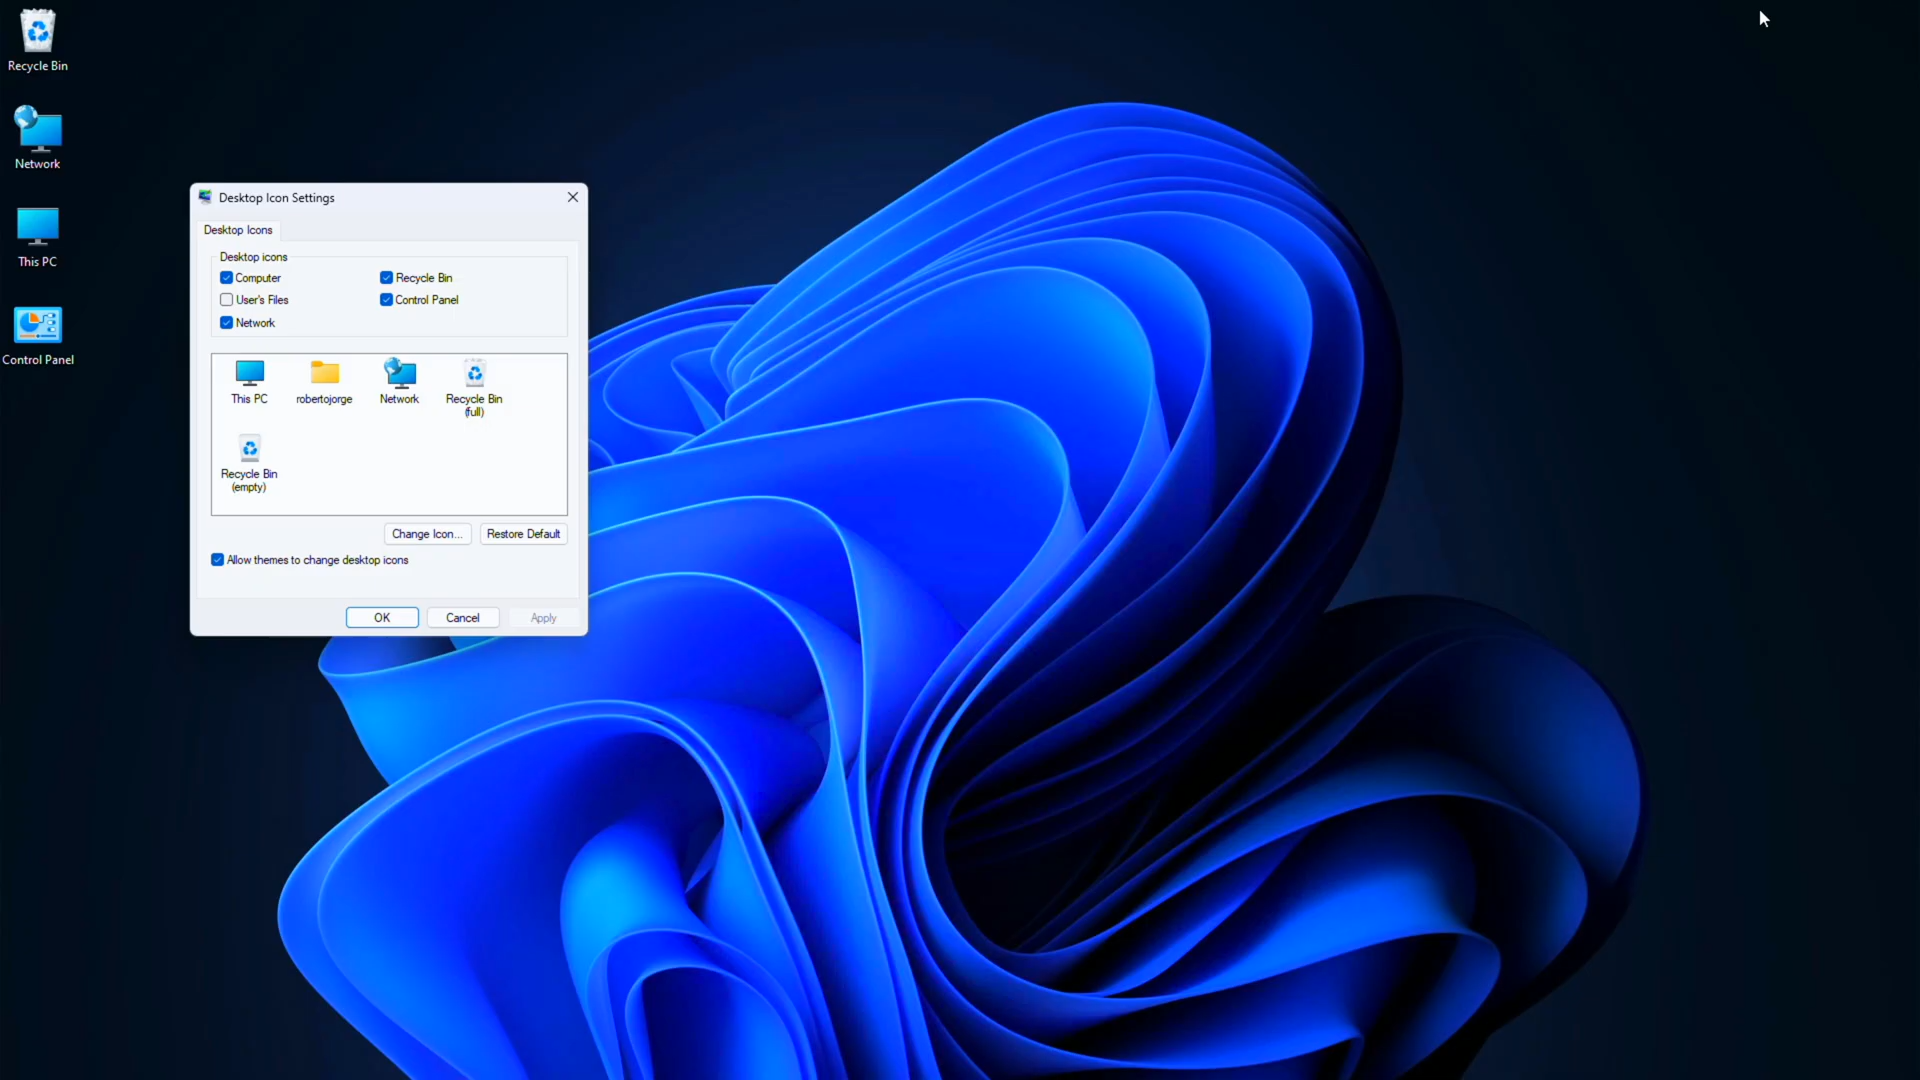 Recycle Bin
Network
This PC
Control Panel
Desktop Icon Settings
Desktop Icons
Desktop icons
Computer
Recycle Bin
User's Files
Control Panel
Network
This PC
robertojorge
Network
Recycle Bin
(full)
Recycle Bin
(empty)
Change Icon...
Restore Default
Allow themes to change desktop icons
OK
Cancel
Apply